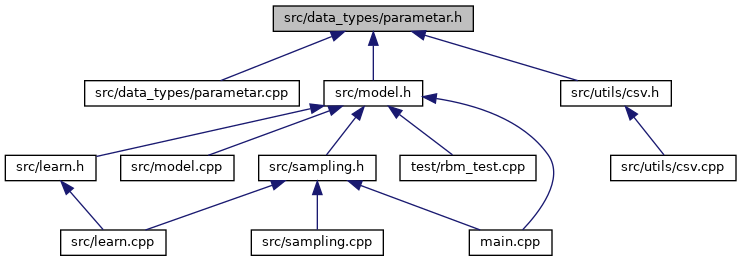 src/data_types/parametar.h
src/data_types/parametar.cpp
src/model.h
src/utils/csv.h
src/learn.h
src/model.cpp
src/sampling.h
test/rbm_test.cpp
src/utils/csv.cpp
src/learn.cpp
src/sampling.cpp
main.cpp